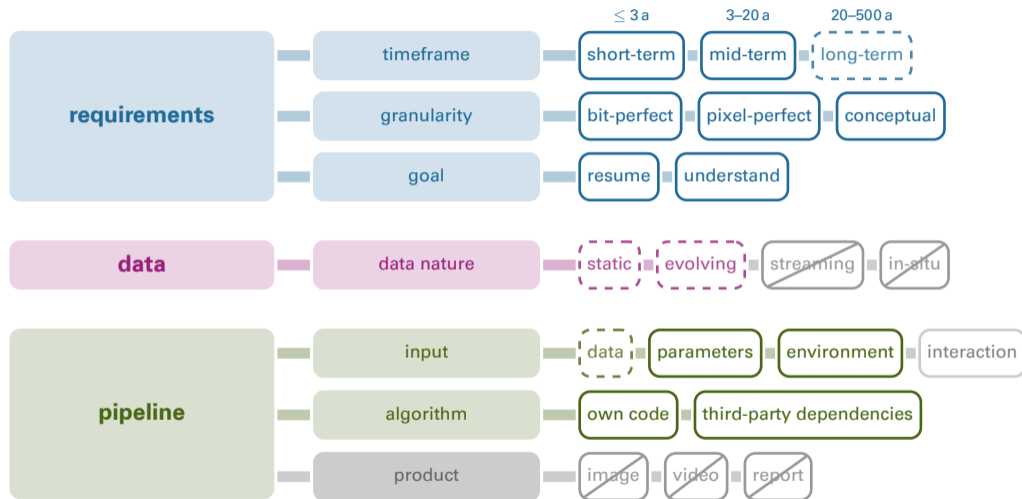 ≤ 3 a 3–20 a 20–500 a
requirements
timeframe short-term mid-term long-term
granularity bit-perfect pixel-perfect conceptual
goal resume understand
data data nature static evolving streaming in-situ
pipeline
input data parameters environment interaction
algorithm own code third-party dependencies
product image video report